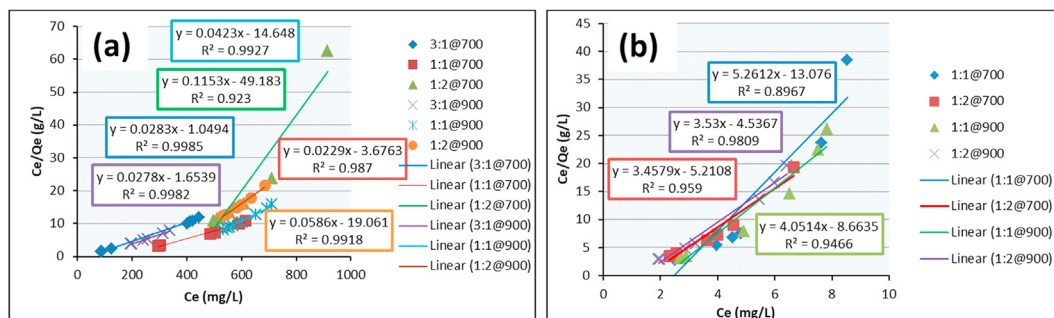 (a)
Ce/Qe (g/L)
70
60
50
40
30
20
10
0
0 200 400 600 800 1000
Ce (mg/L)
y = 0.0423x - 14.648
R² = 0.9927
y = 0.1153x - 49.183
R² = 0.923
y = 0.0283x - 1.0494
R² = 0.9985
y = 0.0278x - 1.6539
R² = 0.9982
y = 0.0229x - 3.6763
R² = 0.987
y = 0.0586x - 19.061
R² = 0.9918
3:1@700
1:1@700
1:2@700
3:1@900
1:1@900
1:2@900
Linear (3:1@700)
Linear (1:1@700)
Linear (1:2@700)
Linear (3:1@900)
Linear (1:1@900)
Linear (1:2@900)
(b)
Ce/Qe (g/L)
45
40
35
30
25
20
15
10
5
0
0 2 4 6 8 10
Ce (mg/L)
y = 5.2612x - 13.076
R² = 0.8967
y = 3.53x - 4.5367
R² = 0.9809
y = 3.4579x - 5.2108
R² = 0.959
y = 4.0514x - 8.6635
R² = 0.9466
1:1@700
1:2@700
1:1@900
1:2@900
Linear (1:1@700)
Linear (1:2@700)
Linear (1:1@900)
Linear (1:2@900)